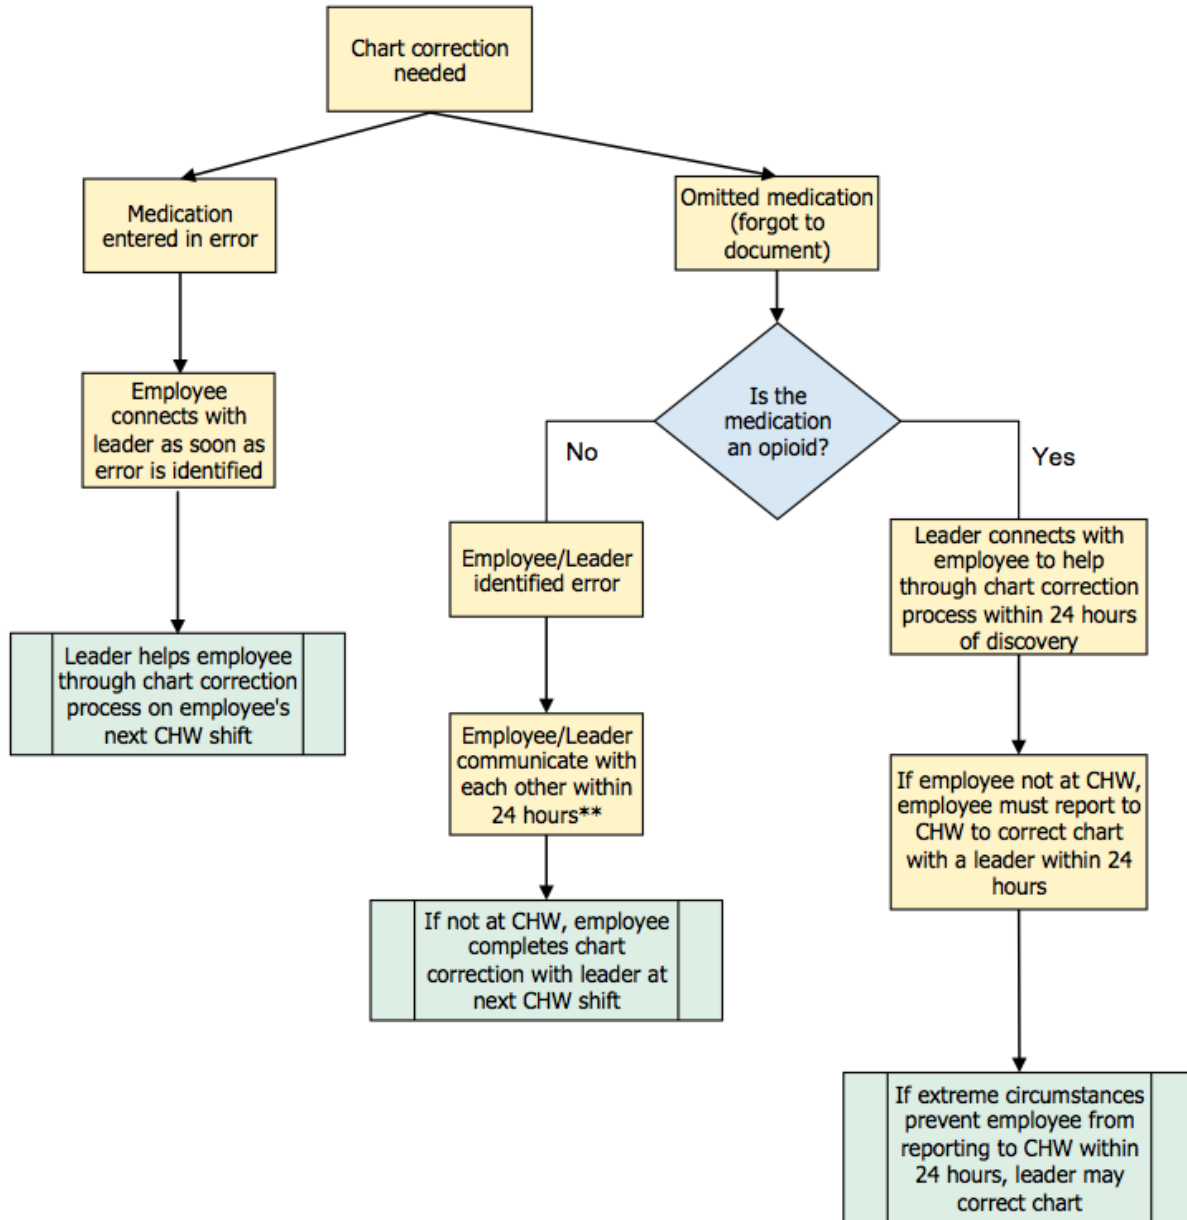 Chart correction
needed
Medication
entered in error
Omitted medication
(forgot to
document)
Employee
connects with
leader as soon as
error is identified
Is the
medication
an opioid?
No
Yes
Leader helps employee
through chart correction
process on employee's
next CHW shift
Employee/Leader
identified error
Leader connects with
employee to help
through chart correction
process within 24 hours
of discovery
Employee/Leader
communicate with
each other within
24 hours**
If employee not at CHW,
employee must report to
CHW to correct chart
with a leader within 24
hours
If not at CHW, employee
completes chart
correction with leader at
next CHW shift
If extreme circumstances
prevent employee from
reporting to CHW within
24 hours, leader may
correct chart